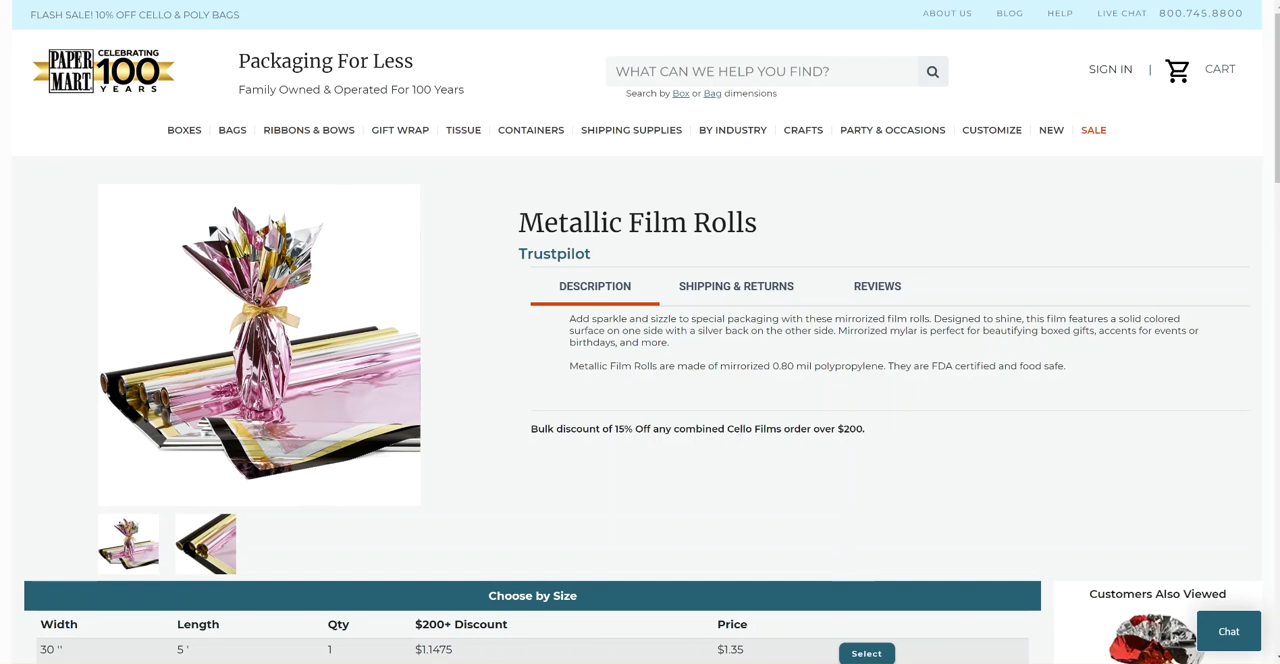 FLASH SALE! 10% OFF CELLO & POLY BAGS
ABOUT US
BLOG
HELP
LIVE CHAT
800.745.8800
PAPER MART
CELEBRATING
100
YEARS
Packaging For Less
Family Owned & Operated For 100 Years
WHAT CAN WE HELP YOU FIND?
Search by Box or Bag dimensions
SIGN IN | CART
BOXES
BAGS
RIBBONS & BOWS
GIFT WRAP
TISSUE
CONTAINERS
SHIPPING SUPPLIES
BY INDUSTRY
CRAFTS
PARTY & OCCASIONS
CUSTOMIZE
NEW
SALE
Metallic Film Rolls
Trustpilot
DESCRIPTION
SHIPPING & RETURNS
REVIEWS
Add sparkle and sizzle to special packaging with these mirrorized film rolls. Designed to shine, this film features a solid colored
surface on one side with a silver back on the other side. Mirrorized mylar is perfect for beautifying boxed gifts, accents for events or
birthdays, and more.
Metallic Film Rolls are made of mirrorized 0.80 mil polypropylene. They are FDA certified and food safe.
Bulk discount of 15% Off any combined Cello Films order over $200.
Choose by Size
Width Length Qty $200+ Discount Price
30 '' 5 ' 1 $1.1475 $1.35 Select
Customers Also Viewed
Chat